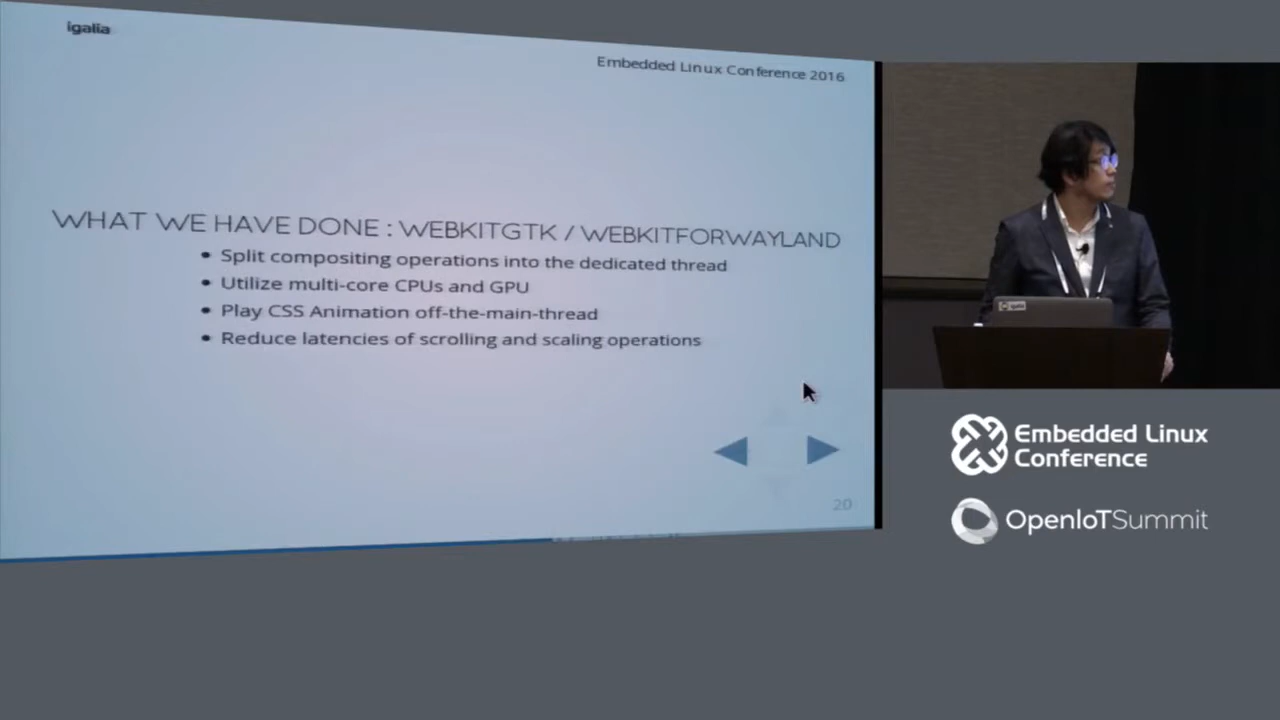 igalia
Embedded Linux Conference 2016
WHAT WE HAVE DONE : WEBKITGTK / WEBKITFORWAYLAND
• Split compositing operations into the dedicated thread
• Utilize multi-core CPUs and GPU
• Play CSS Animation off-the-main-thread
• Reduce latencies of scrolling and scaling operations
20
Embedded Linux
Conference
OpenIoTSummit